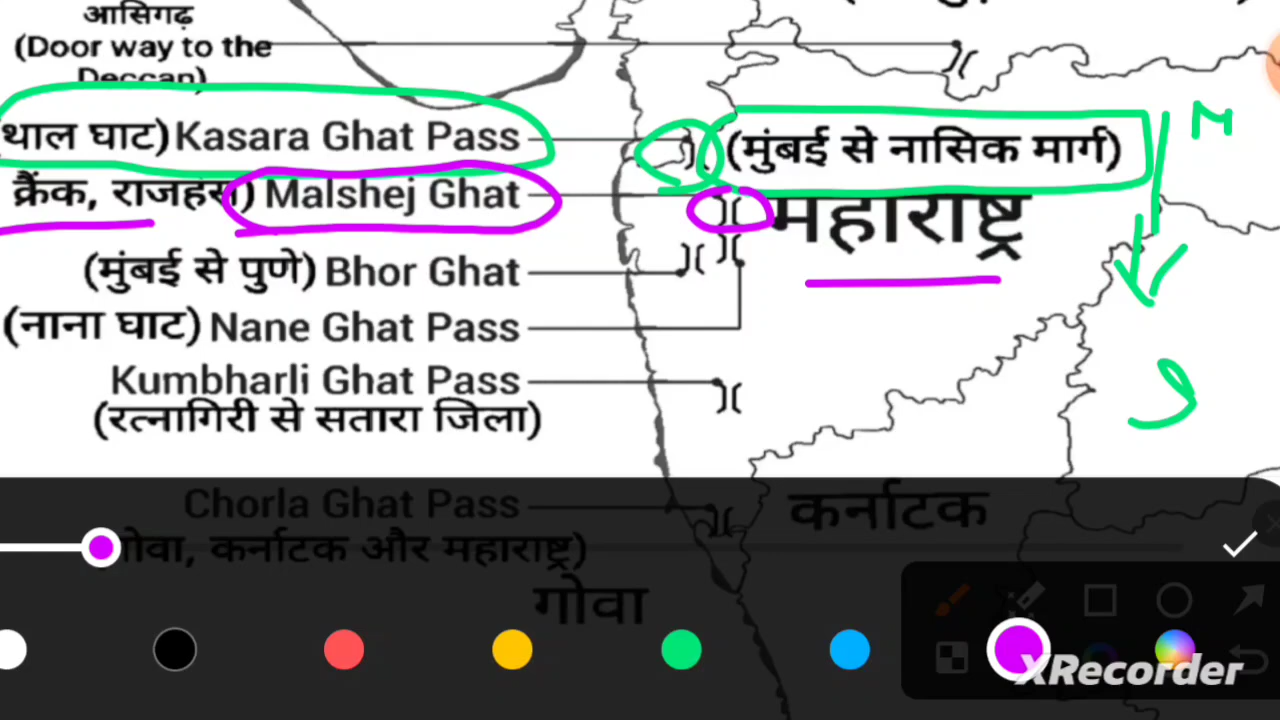 आसिगढ़
(Door way to the
Deccan)
थाल घाट) Kasara Ghat Pass
(मुंबई से नासिक मार्ग)
क्रैंक, राजहंस) Malshej Ghat
महाराष्ट्र
(मुंबई से पुणे) Bhor Ghat
(नाना घाट) Nane Ghat Pass
Kumbharli Ghat Pass
(रत्नागिरी से सतारा जिला)
Chorla Ghat Pass
कर्नाटक
गोवा, कर्नाटक और महाराष्ट्र)
गोवा
XRecorder